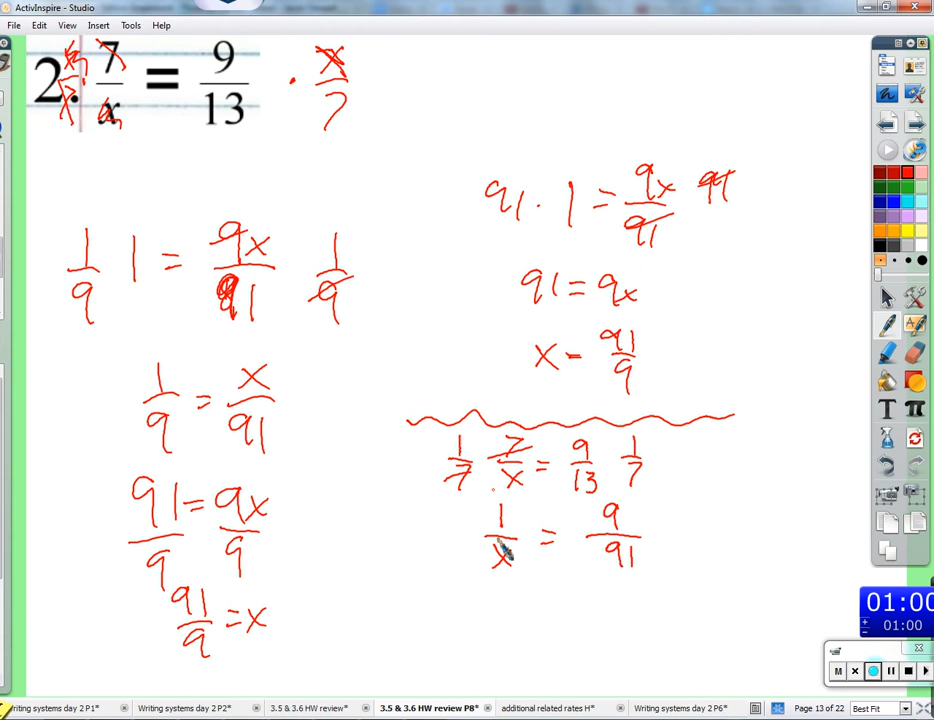 ActivInspire - Studio
File Edit View Insert Tools Help
2. x/7 · 7/x = 9/13 · x/7
1/9 1 = 9x/91 1/9
1/9 = x/91
91/9 = 9x/9
91/9 = x
91 · 1 = 9x/91 91
91 = 9x
x = 91/9
1/7 7/x = 9/13 1/7
1/x = 9/91
01:00
01:00
M
riting systems day 2 P1* Writing systems day 2 P2* 3.5 & 3.6 HW review* 3.5 & 3.6 HW review P8* additional related rates H* Writing systems day 2 P6* Page 13 of 22 Best Fit